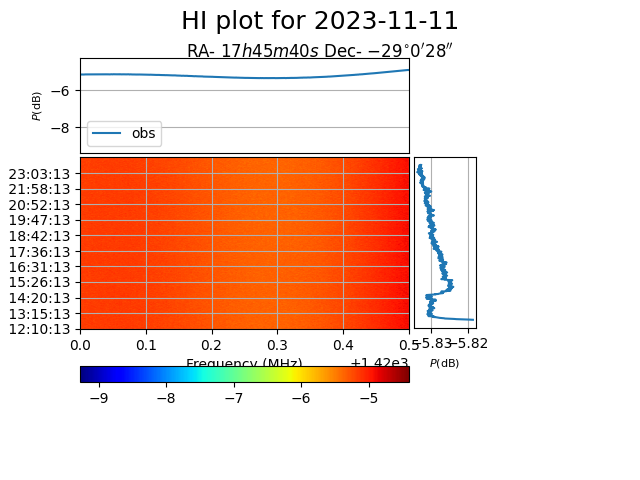 HI plot for 2023-11-11
RA- 17h45m40s Dec- −29°0′28″
P(dB)
−6
−8
obs
23:03:13
21:58:13
20:52:13
19:47:13
18:42:13
17:36:13
16:31:13
15:26:13
14:20:13
13:15:13
12:10:13
0.0 0.1 0.2 0.3 0.4 0.5
Frequency (MHz) +1.42e3
−5.83 −5.82
P(dB)
−9 −8 −7 −6 −5